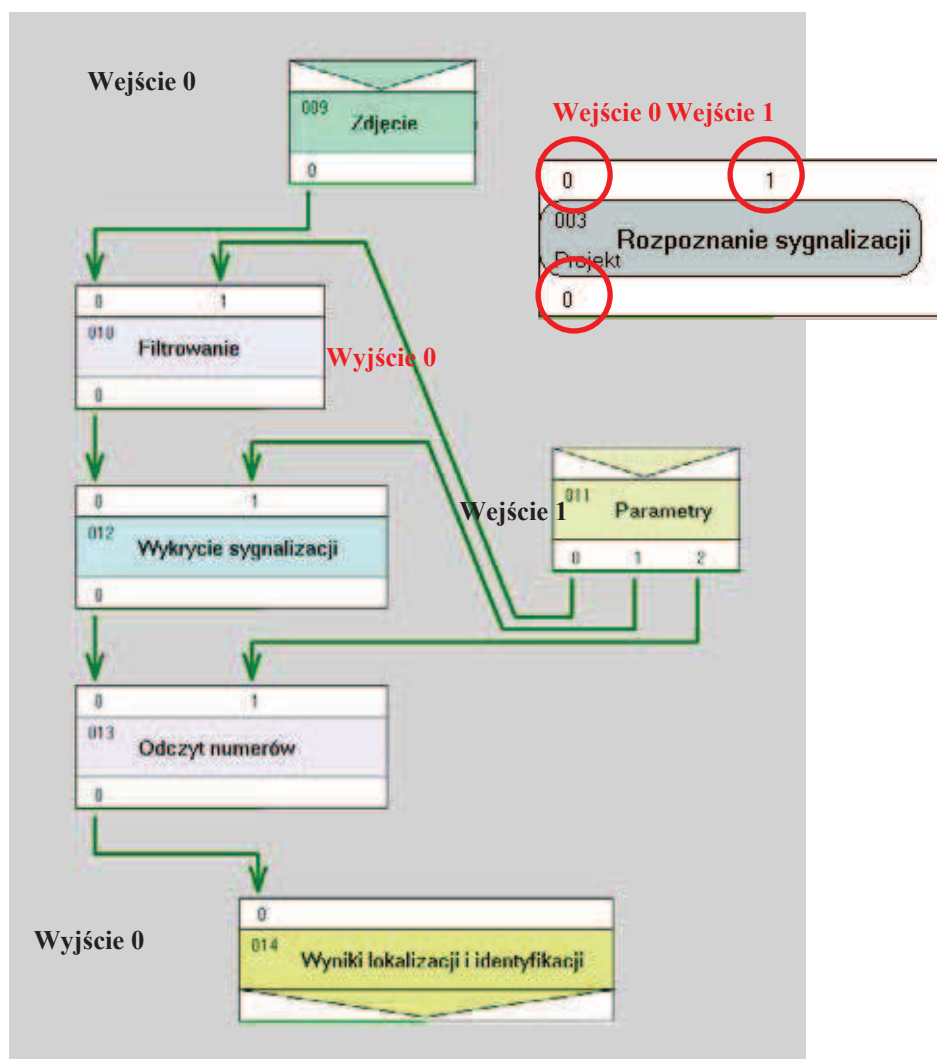 Wejście 0
009
Zdjęcie
0
Wejście 0 Wejście 1
0 1
003
Rozpoznanie sygnalizacji
Projekt
0
0 1
010
Filtrowanie
0
Wyjście 0
0 1
012
Wykrycie sygnalizacji
0
Wejście 1
011
Parametry
0 1 2
0 1
013
Odczyt numerów
0
Wyjście 0
0
014
Wyniki lokalizacji i identyfikacji